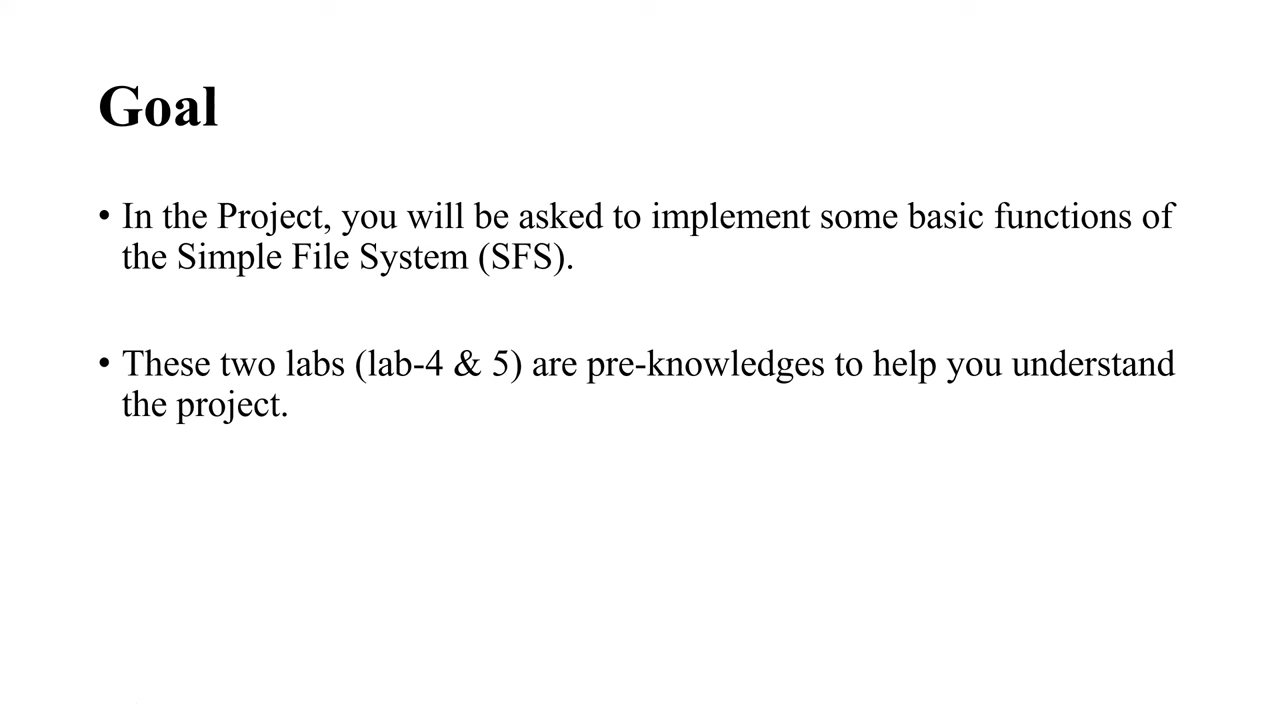 Goal
• In the Project, you will be asked to implement some basic functions of
the Simple File System (SFS).
• These two labs (lab-4 & 5) are pre-knowledges to help you understand
the project.